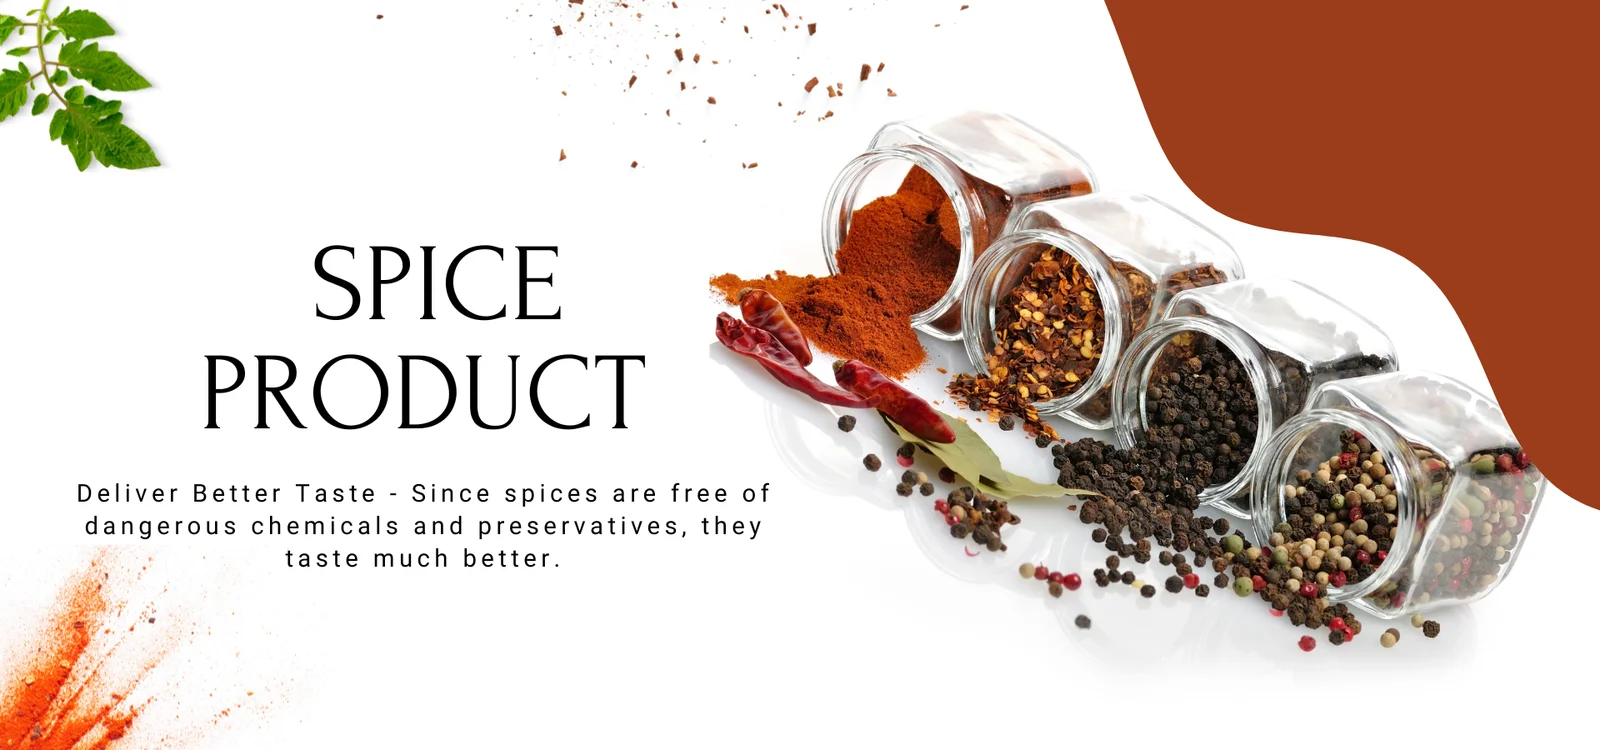 SPICE
PRODUCT
Deliver Better Taste - Since spices are free of
dangerous chemicals and preservatives, they
taste much better.